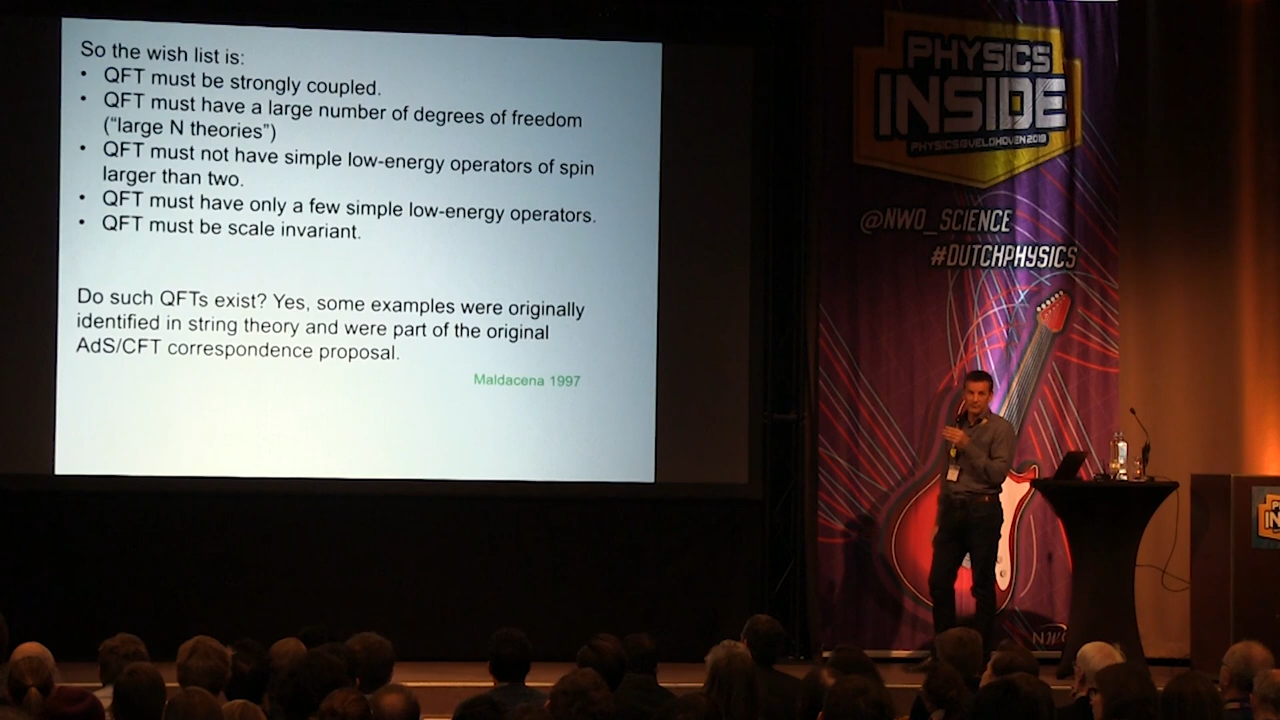 So the wish list is:
• QFT must be strongly coupled.
• QFT must have a large number of degrees of freedom
(“large N theories”)
• QFT must not have simple low-energy operators of spin
larger than two.
• QFT must have only a few simple low-energy operators.
• QFT must be scale invariant.
Do such QFTs exist? Yes, some examples were originally
identified in string theory and were part of the original
AdS/CFT correspondence proposal.
Maldacena 1997
PHYSICS
INSIDE
PHYSICS@VELDHOVEN 2019
@NWO_SCIENCE
#DUTCHPHYSICS